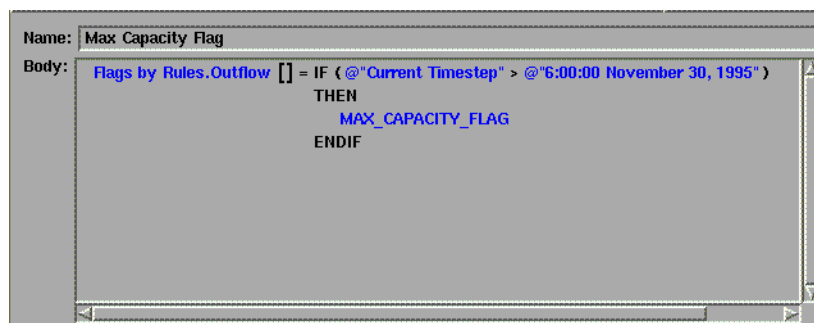 Name: Max Capacity Flag
Body: Flags by Rules.Outflow [] = IF ( @"Current Timestep" > @"6:00:00 November 30, 1995" )
THEN
MAX_CAPACITY_FLAG
ENDIF